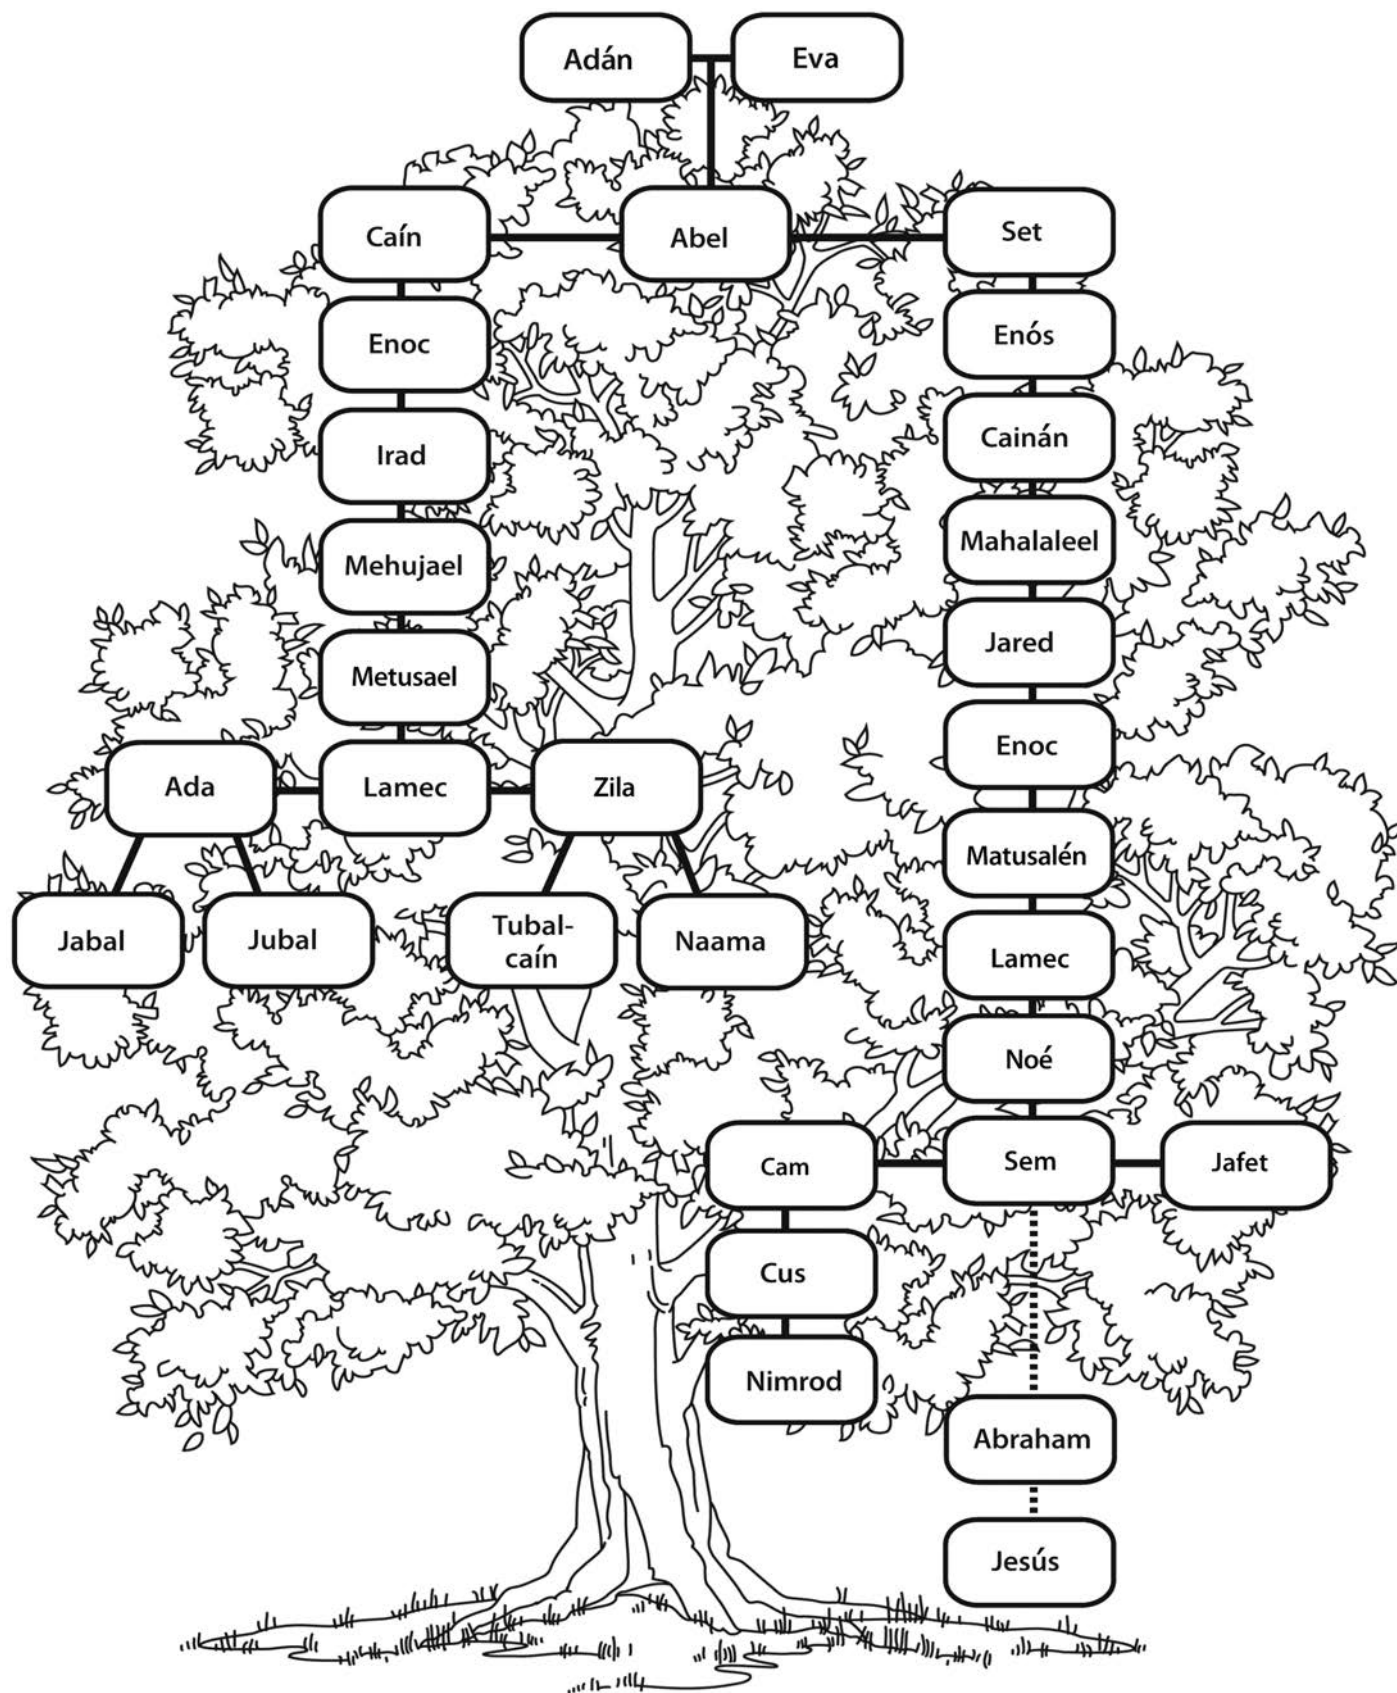 Adán
Eva
Caín
Abel
Set
Enoc
Enós
Irad
Cainán
Mehujael
Mahalaleel
Metusael
Jared
Ada
Lamec
Zila
Enoc
Matusalén
Jabal
Jubal
Tubal-
caín
Naama
Lamec
Noé
Cam
Sem
Jafet
Cus
Nimrod
Abraham
Jesús